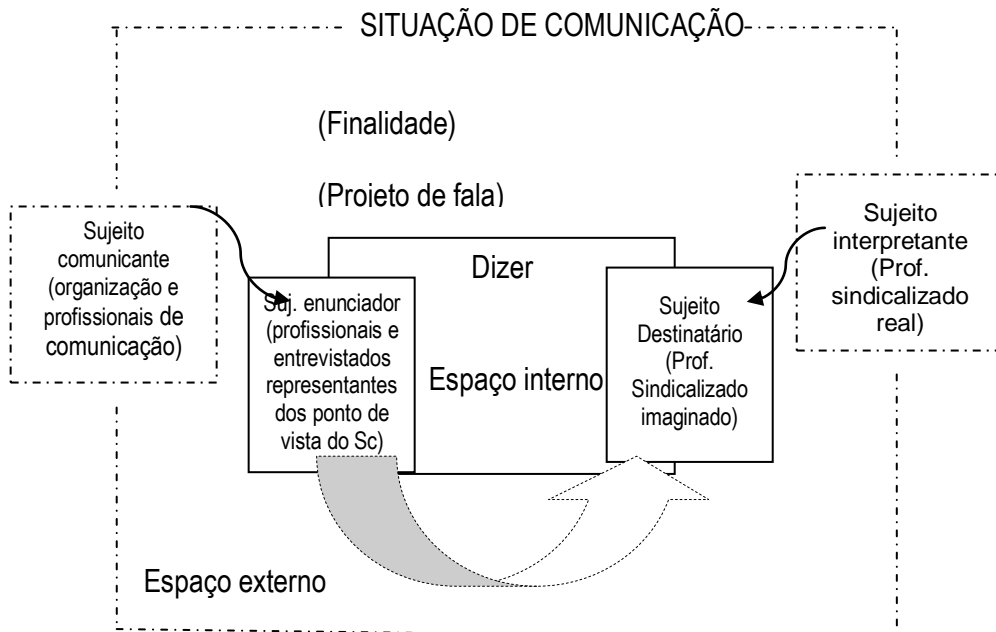 SITUAÇÃO DE COMUNICAÇÃO
(Finalidade)
(Projeto de fala)
Sujeito
comunicante
(organização e
profissionais de
comunicação)
Dizer
Suj. enunciador
(profissionais e
entrevistados
representantes
dos ponto de
vista do Sc)
Espaço interno
Sujeito
Destinatário
(Prof.
Sindicalizado
imaginado)
Sujeito
interpretante
(Prof.
sindicalizado
real)
Espaço externo